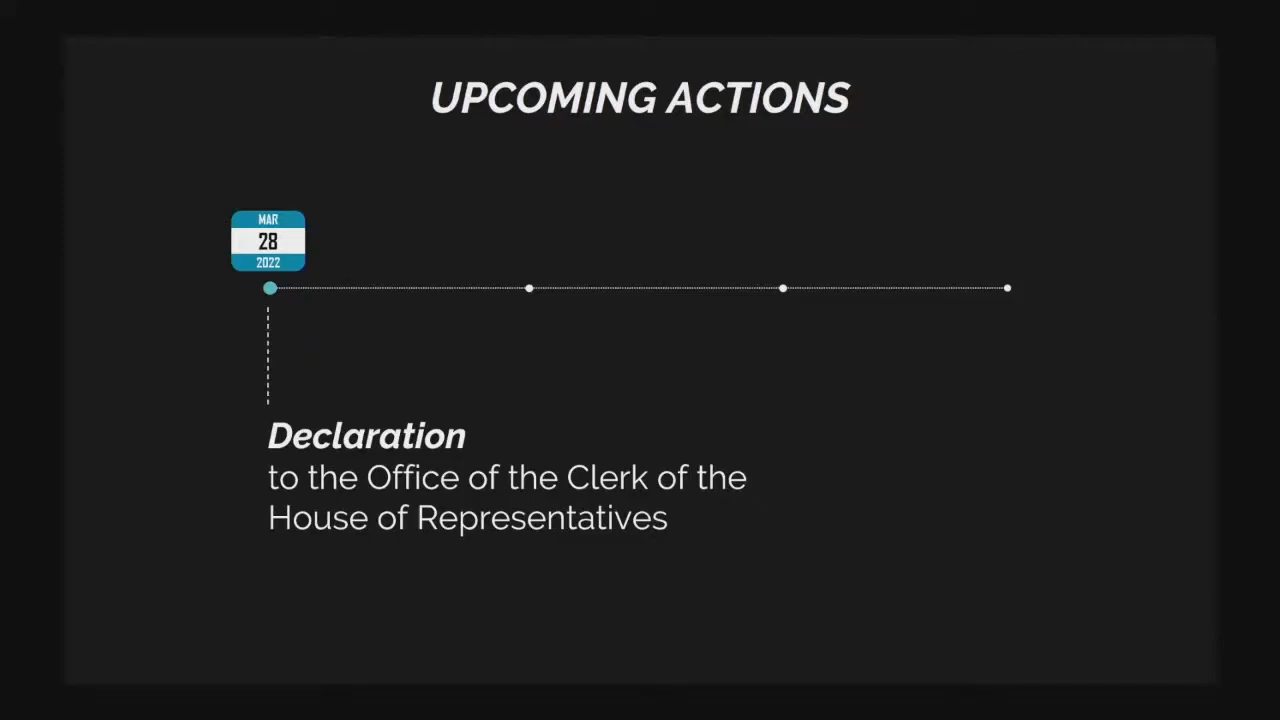 UPCOMING ACTIONS
MAR
28
2022
Declaration
to the Office of the Clerk of the
House of Representatives